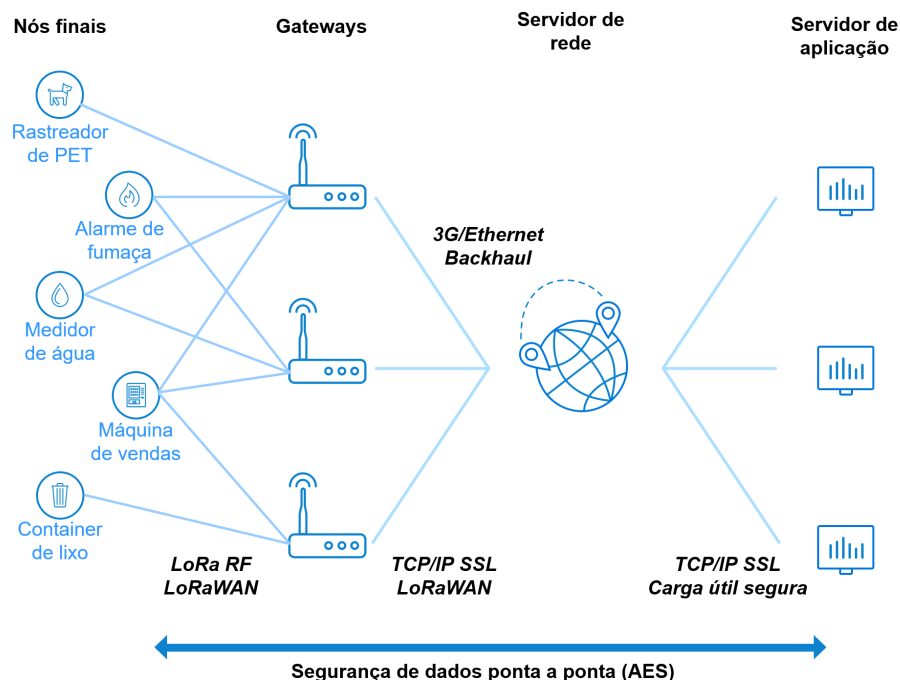 Nós finais
Gateways
Servidor de
rede
Servidor de
aplicação
Rastreador
de PET
Alarme de
fumaça
Medidor
de água
Máquina
de vendas
Container
de lixo
3G/Ethernet
Backhaul
LoRa RF
LoRaWAN
TCP/IP SSL
LoRaWAN
TCP/IP SSL
Carga útil segura
Segurança de dados ponta a ponta (AES)